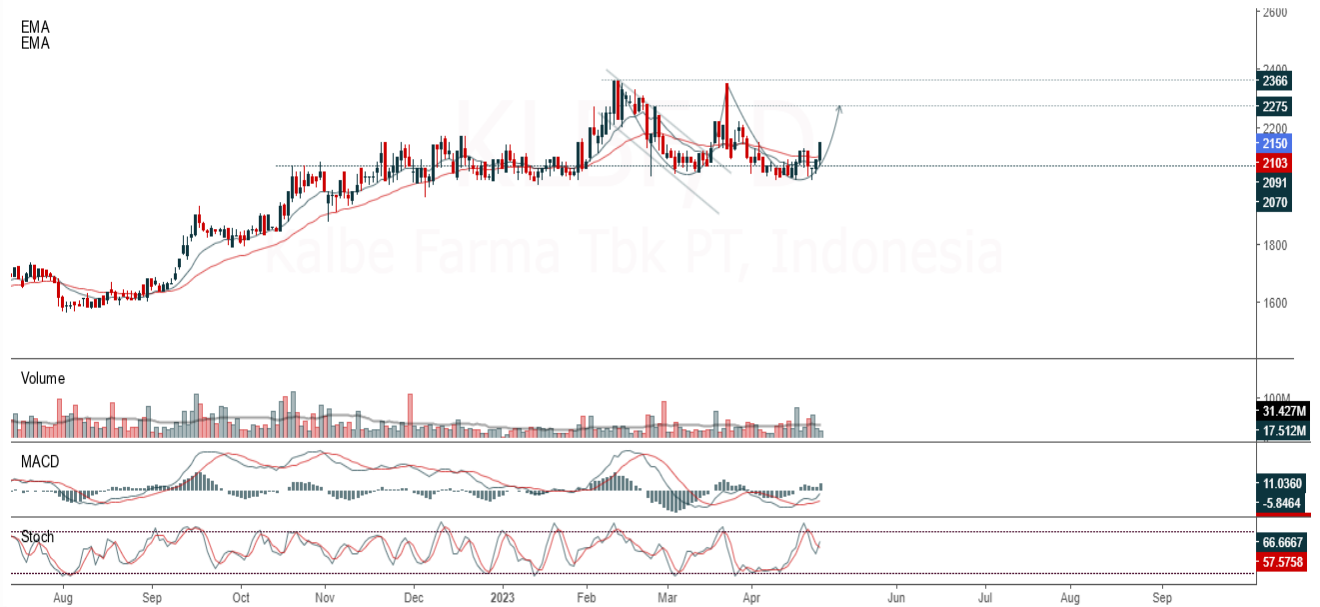 EMA
EMA
2600
2400
2366
2275
2200
2150
2103
2091
2070
1800
1600
Kalbe Farma Tbk PT, Indonesia
Volume
100M
31.427M
17.512M
MACD
11.0360
-5.8464
Stoch
66.6667
57.5758
Aug Sep Oct Nov Dec 2023 Feb Mar Apr Jun Jul Aug Sep